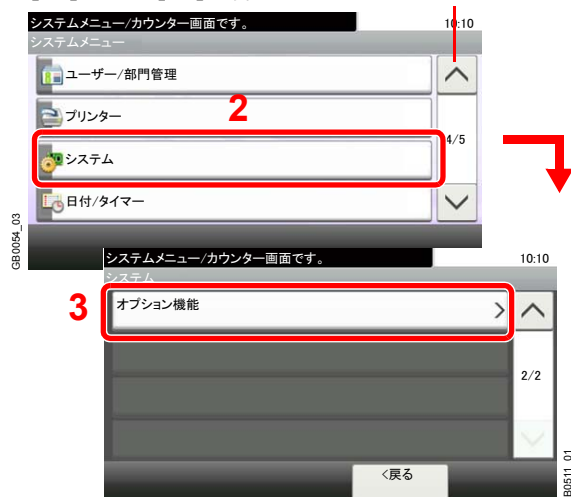 システムメニュー/カウンター画面です。
10:10
システムメニュー
ユーザー/部門管理
プリンター
2
4/5
システム
日付/タイマー
GB0054_03
システムメニュー/カウンター画面です。
10:10
システム
3
オプション機能
2/2
<戻る
B0511_01